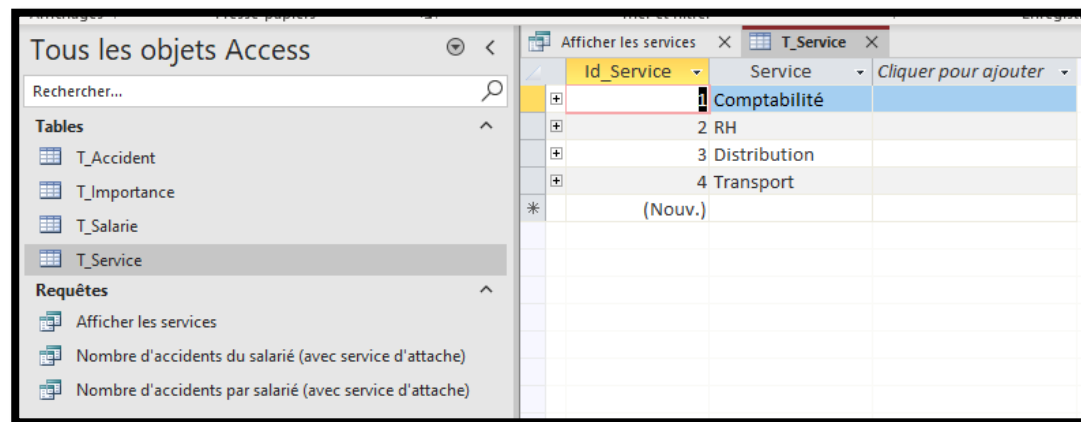 Tous les objets Access
Rechercher...
Tables
T_Accident
T_Importance
T_Salarie
T_Service
Requêtes
Afficher les services
Nombre d'accidents du salarié (avec service d'attache)
Nombre d'accidents par salarié (avec service d'attache)
Afficher les services T_Service
Id_Service Service Cliquer pour ajouter
1 Comptabilité
2 RH
3 Distribution
4 Transport
(Nouv.)